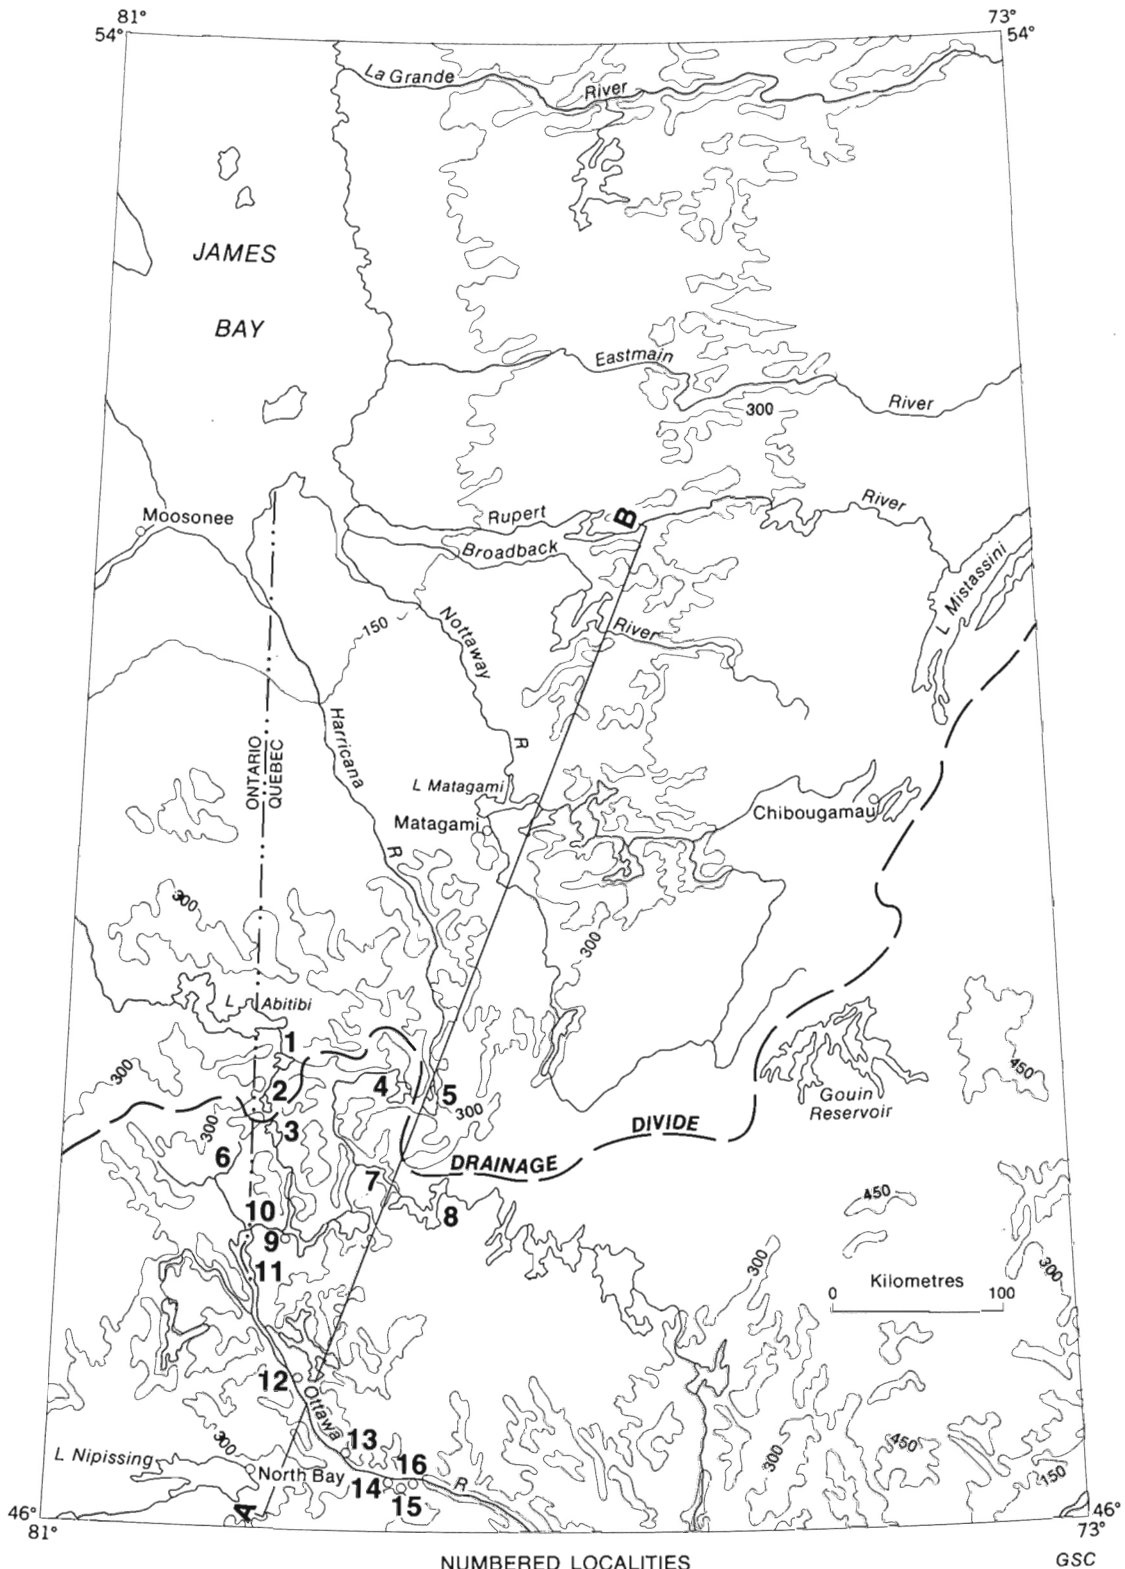 81°
73°
54°
54°
La Grande
River
JAMES
BAY
Eastmain
River
300
River
Moosonee
Rupert
B
Broadback
L Mistassini
150
Nottaway
River
Harricana
R
ONTARIO
QUEBEC
L Matagami
Matagami
Chibougamau
R
300
300
L Abitibi
1
300
2
4
5
300
450
Gouin
Reservoir
3
300
DIVIDE
6
DRAINAGE
7
450
10
8
9
11
300
300
Kilometres
0
100
12
Ottawa
13
300
L Nipissing
North Bay
16
14
15
R
450
300
150
A
46°
81°
46°
73°
NUMBERED LOCALITIES
GSC